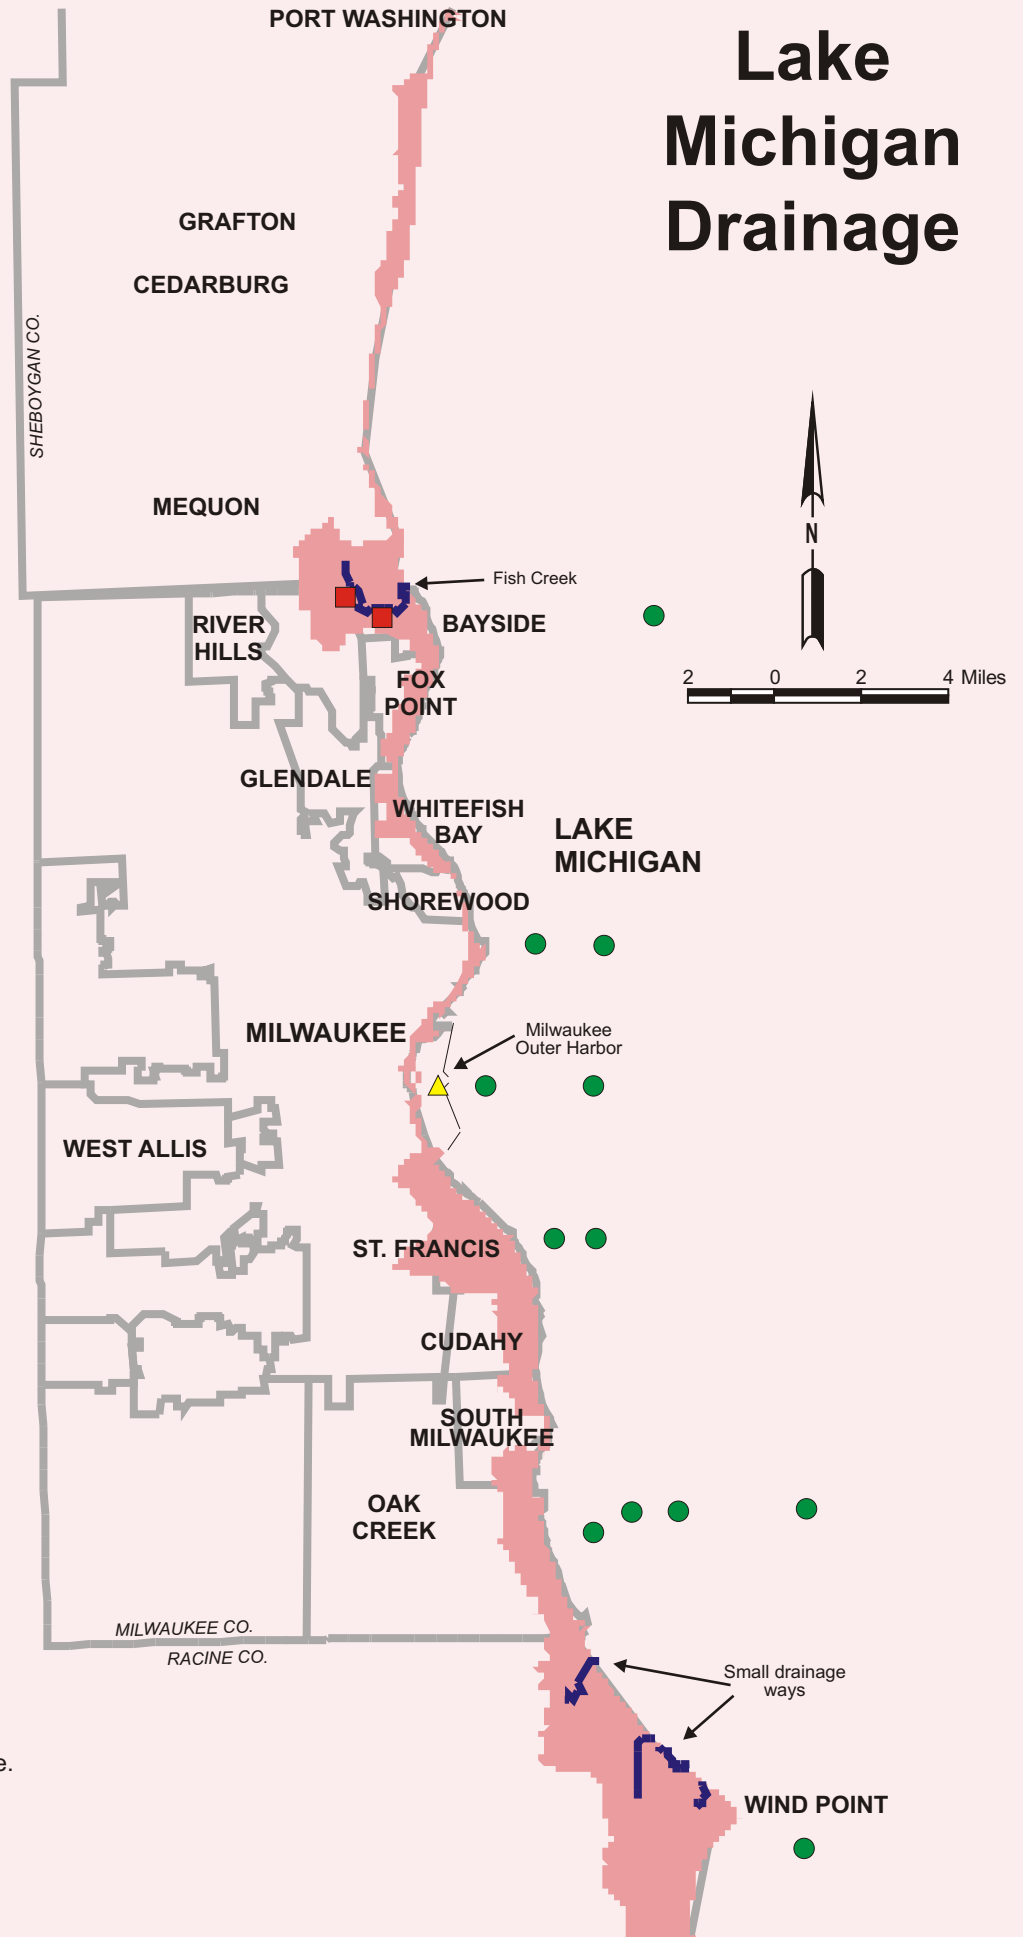 PORT WASHINGTON
Lake
Michigan
Drainage
GRAFTON
CEDARBURG
SHEBOYGAN CO.
MEQUON
N
Fish Creek
RIVER
HILLS
BAYSIDE
FOX
POINT
2 0 2 4 Miles
GLENDALE
WHITEFISH
BAY
LAKE
MICHIGAN
SHOREWOOD
MILWAUKEE
Milwaukee
Outer Harbor
WEST ALLIS
ST. FRANCIS
CUDAHY
SOUTH
MILWAUKEE
OAK
CREEK
MILWAUKEE CO.
RACINE CO.
Small drainage
ways
e.
WIND POINT